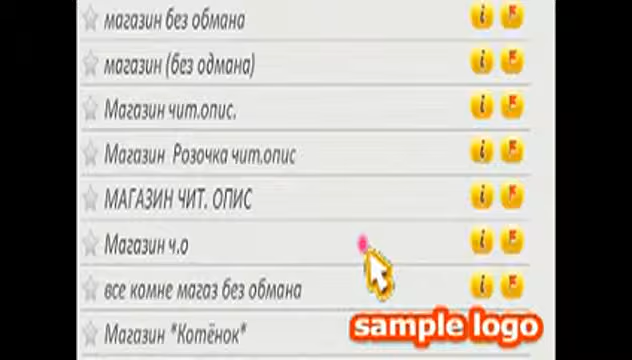 магазин без обмана
магазин (без одмана)
Магазин чит.опис.
Магазин Розочка чит,опис
МАГАЗИН ЧИТ. ОПИС
Магазин ч.о
все комне магаз без обмана
Магазин *Котёнок*
sample logo